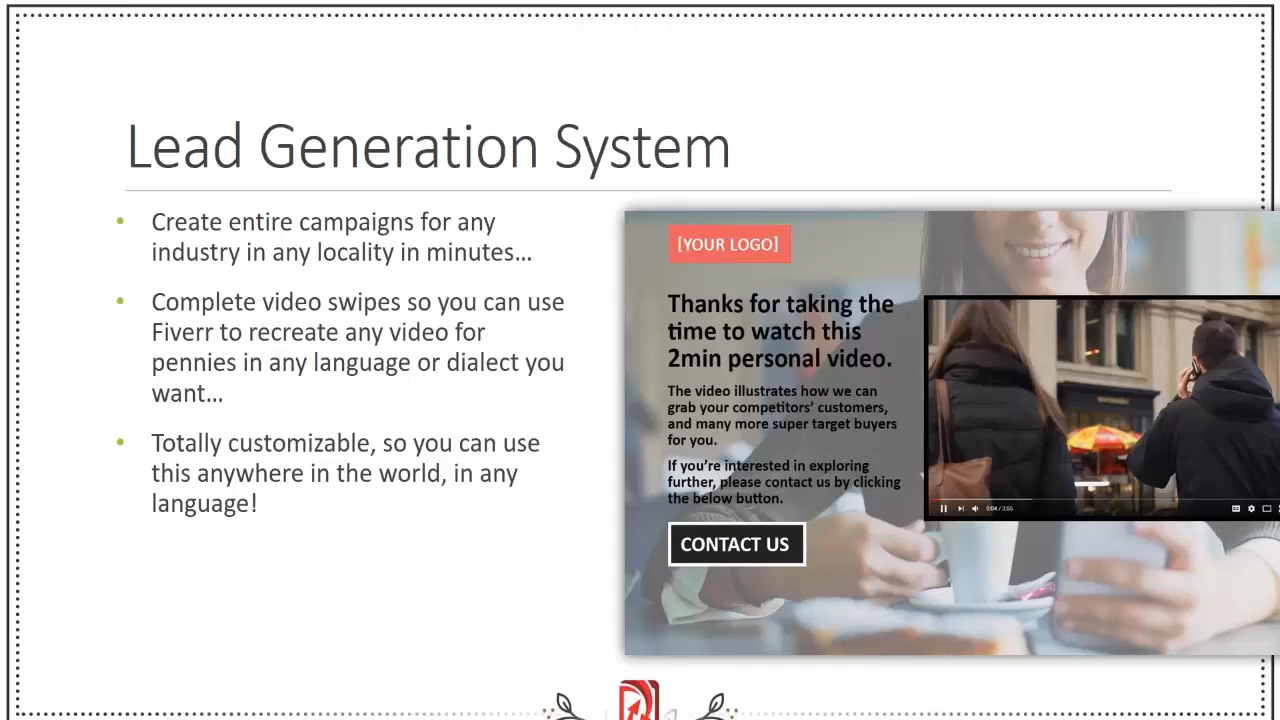 Lead Generation System
• Create entire campaigns for any
industry in any locality in minutes…
• Complete video swipes so you can use
Fiverr to recreate any video for
pennies in any language or dialect you
want…
• Totally customizable, so you can use
this anywhere in the world, in any
language!
[YOUR LOGO]
Thanks for taking the
time to watch this
2min personal video.
The video illustrates how we can
grab your competitors’ customers,
and many more super target buyers
for you.
If you’re interested in exploring
further, please contact us by clicking
the below button.
CONTACT US
0:04 / 3:55